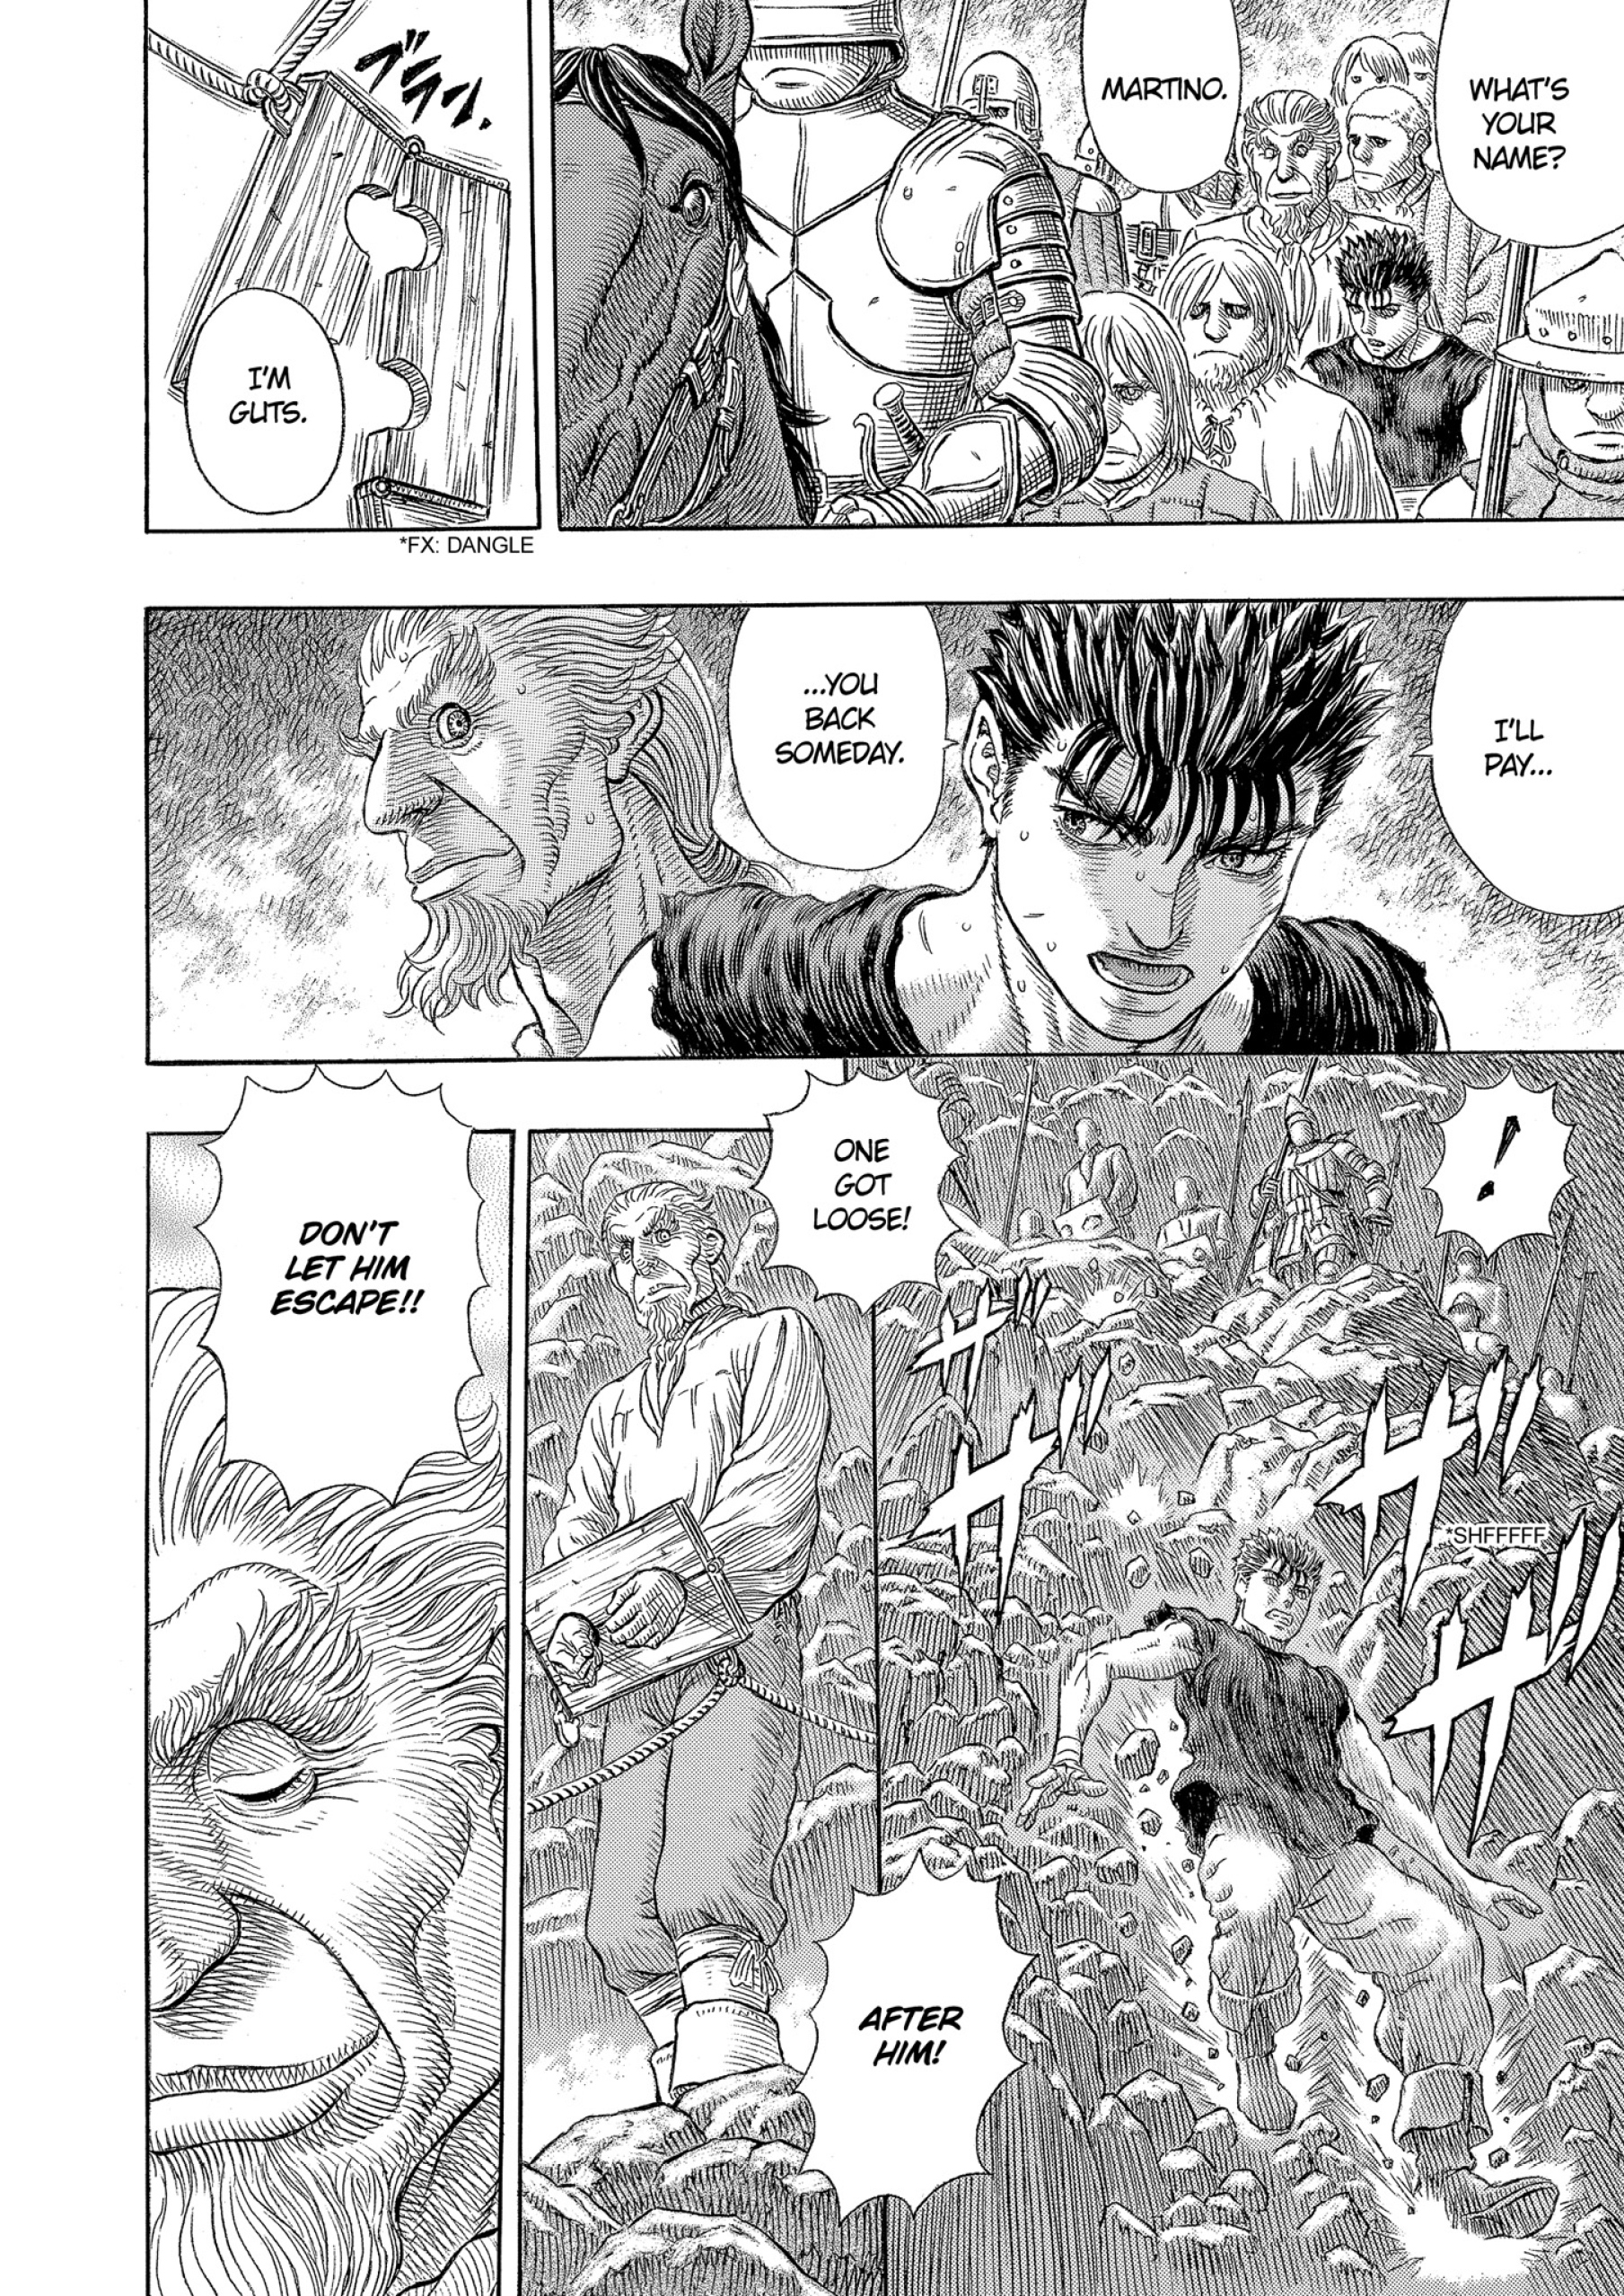 WHAT'S
YOUR
NAME?
MARTINO.
ブラン.
I'M
GUTS.
*FX: DANGLE
I'LL
PAY...
...YOU
BACK
SOMEDAY.
!
ザザザザ
*SHFFFFF
ONE
GOT
LOOSE!
AFTER
HIM!
DON'T
LET HIM
ESCAPE!!